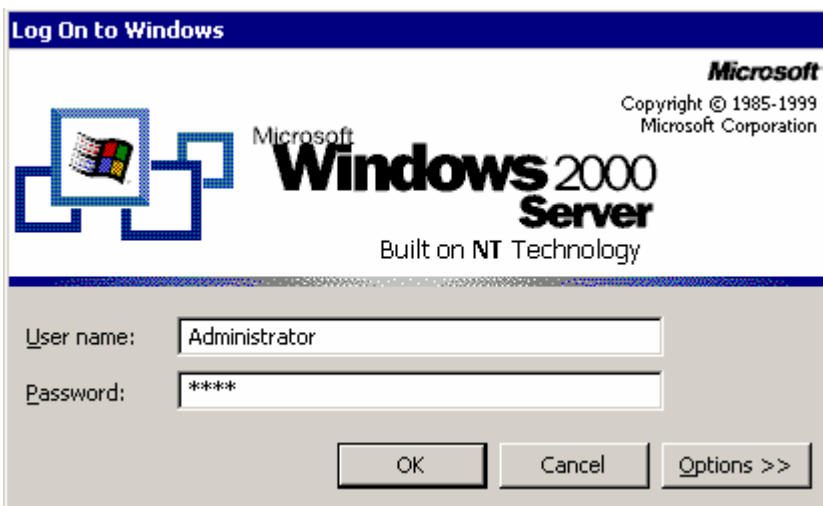 Log On to Windows
Microsoft
Copyright © 1985-1999
Microsoft Corporation
Microsoft
Windows 2000
Server
Built on NT Technology
User name: Administrator
Password: ****
OK Cancel Options >>